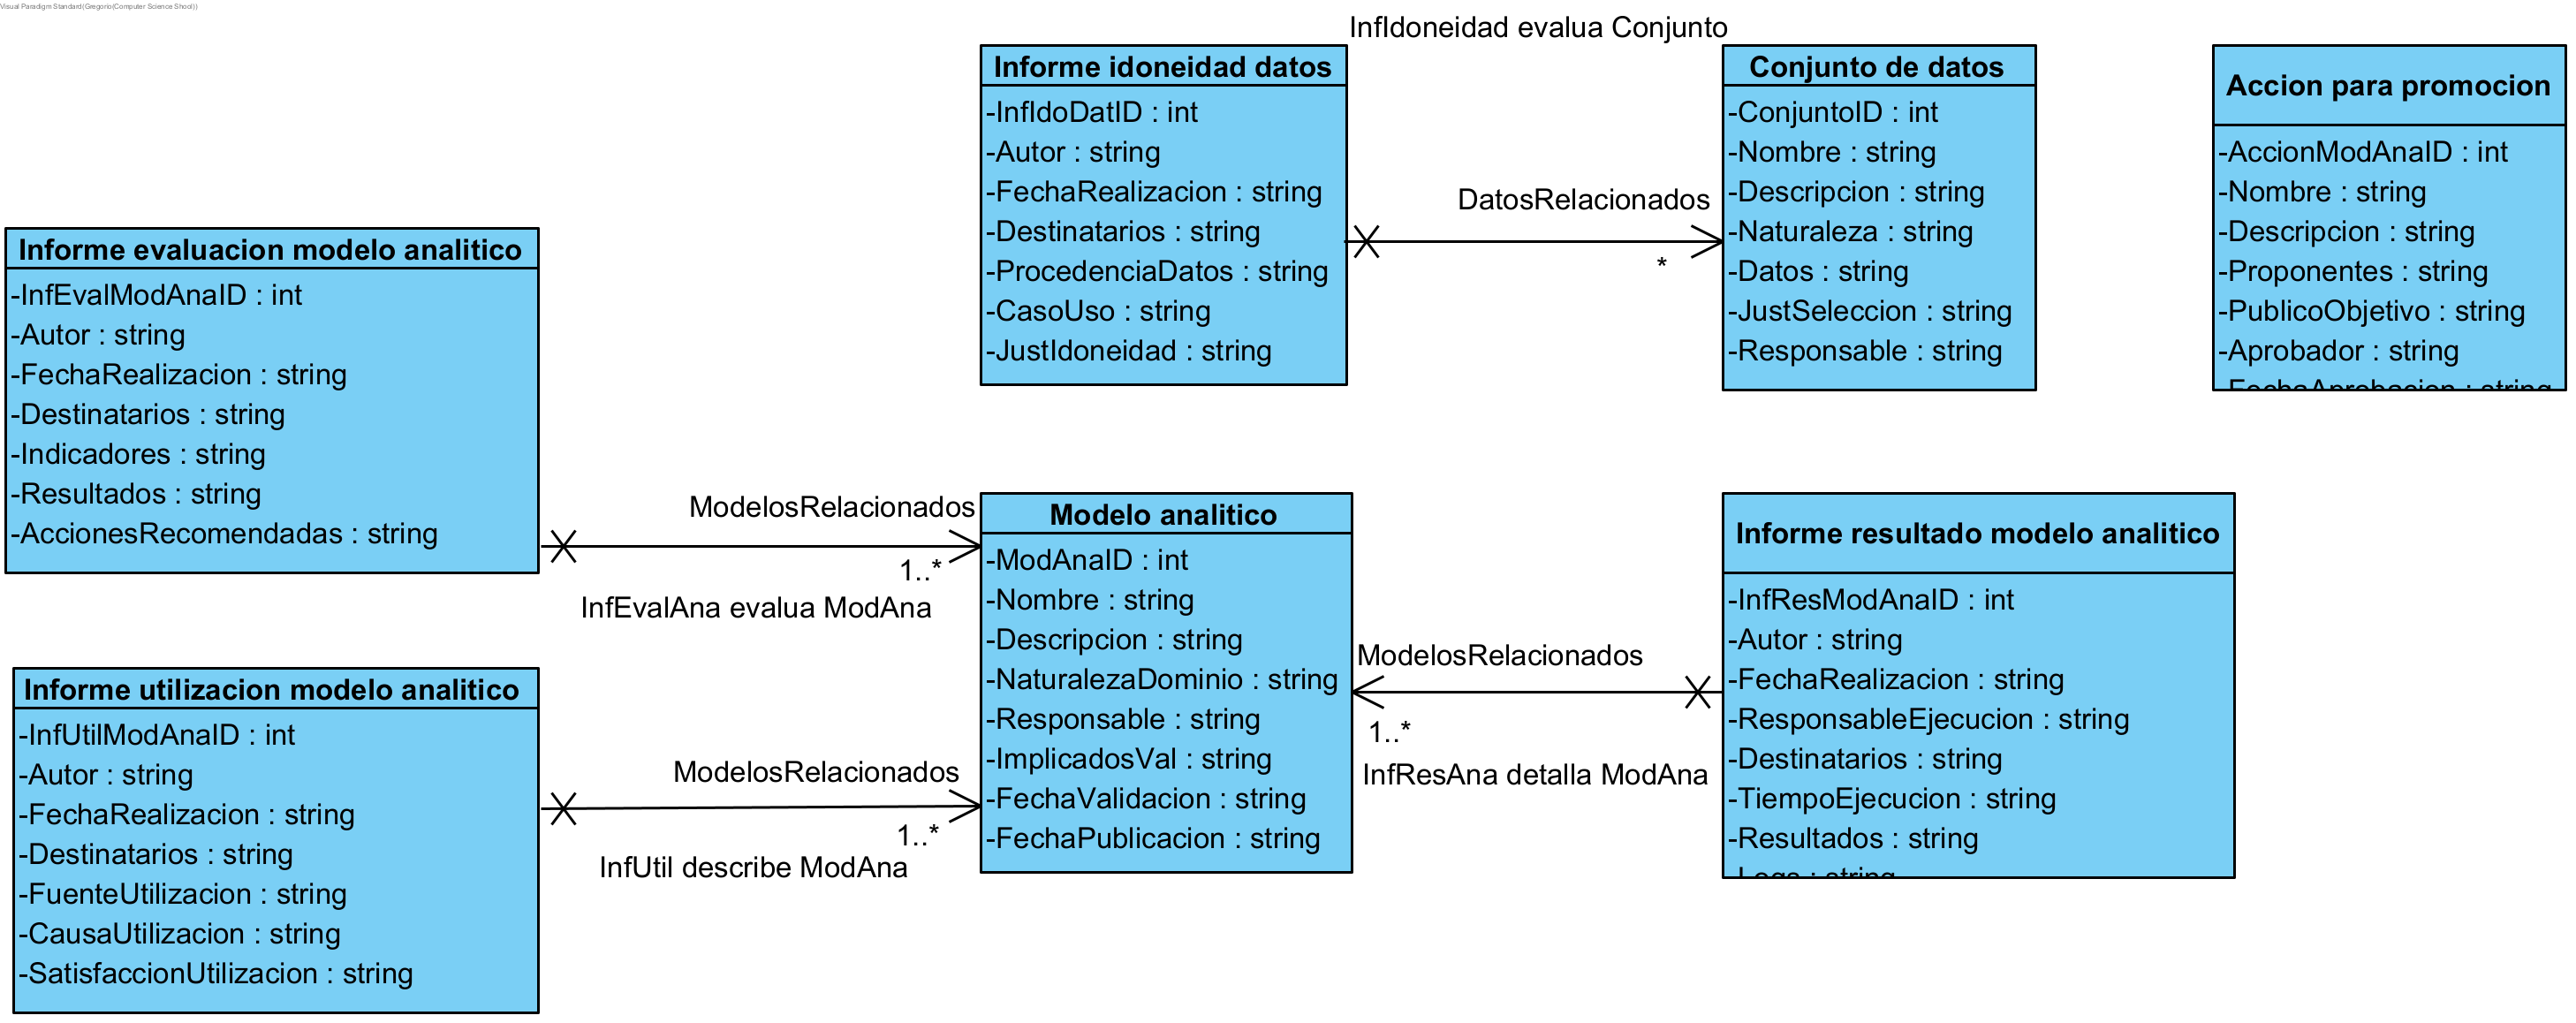 Visual Paradigm Standard(Gregorio(Computer Science Shool))
InfIdoneidad evalua Conjunto
Informe idoneidad datos
-InfIdoDatID : int
-Autor : string
-FechaRealizacion : string
-Destinatarios : string
-ProcedenciaDatos : string
-CasoUso : string
-JustIdoneidad : string
DatosRelacionados
*
Conjunto de datos
-ConjuntoID : int
-Nombre : string
-Descripcion : string
-Naturaleza : string
-Datos : string
-JustSeleccion : string
-Responsable : string
Accion para promocion
-AccionModAnaID : int
-Nombre : string
-Descripcion : string
-Proponentes : string
-PublicoObjetivo : string
-Aprobador : string
-FechaAprobacion : string
Informe evaluacion modelo analitico
-InfEvalModAnaID : int
-Autor : string
-FechaRealizacion : string
-Destinatarios : string
-Indicadores : string
-Resultados : string
-AccionesRecomendadas : string
ModelosRelacionados
1..*
InfEvalAna evalua ModAna
Modelo analitico
-ModAnaID : int
-Nombre : string
-Descripcion : string
-NaturalezaDominio : string
-Responsable : string
-ImplicadosVal : string
-FechaValidacion : string
-FechaPublicacion : string
ModelosRelacionados
1..*
InfResAna detalla ModAna
Informe resultado modelo analitico
-InfResModAnaID : int
-Autor : string
-FechaRealizacion : string
-ResponsableEjecucion : string
-Destinatarios : string
-TiempoEjecucion : string
-Resultados : string
-Logs : string
Informe utilizacion modelo analitico
-InfUtilModAnaID : int
-Autor : string
-FechaRealizacion : string
-Destinatarios : string
-FuenteUtilizacion : string
-CausaUtilizacion : string
-SatisfaccionUtilizacion : string
ModelosRelacionados
1..*
InfUtil describe ModAna